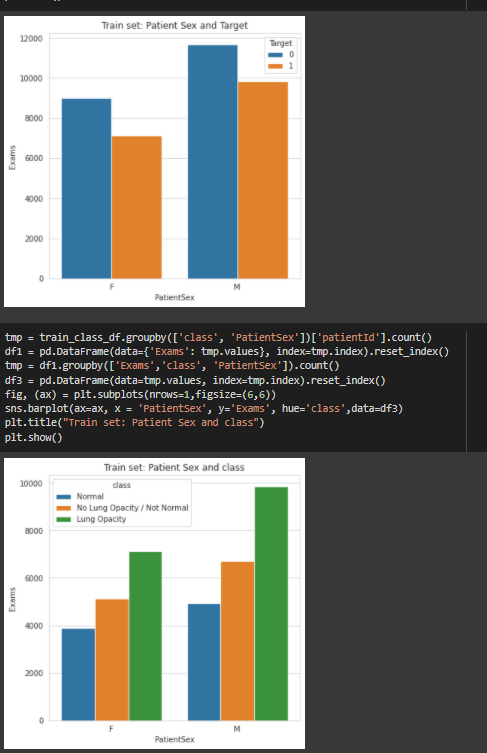 Train set: Patient Sex and Target
12000
10000
8000
6000
4000
2000
0
Exams
Target
0
1
F
M
PatientSex
tmp = train_class_df.groupby(['class', 'PatientSex'])['patientId'].count()
df1 = pd.DataFrame(data={'Exams': tmp.values}, index=tmp.index).reset_index()
tmp = df1.groupby(['Exams','class', 'PatientSex']).count()
df3 = pd.DataFrame(data=tmp.values, index=tmp.index).reset_index()
fig, (ax) = plt.subplots(nrows=1,figsize=(6,6))
sns.barplot(ax=ax, x = 'PatientSex', y='Exams', hue='class',data=df3)
plt.title("Train set: Patient Sex and class")
plt.show()
Train set: Patient Sex and class
10000
8000
6000
4000
2000
0
Exams
class
Normal
No Lung Opacity / Not Normal
Lung Opacity
F
M
PatientSex